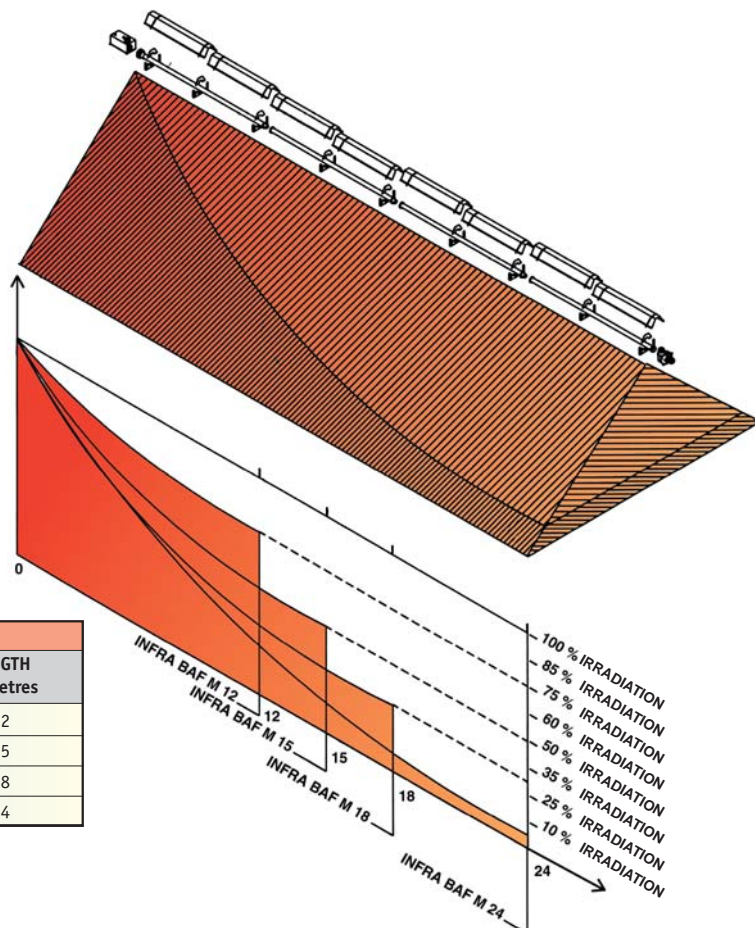 0
GTH
etres
2
5
8
4
INFRA BAF M 12
12
INFRA BAF M 15
15
INFRA BAF M 18
18
INFRA BAF M 24
24
100 % IRRADIATION
85 % IRRADIATION
75 % IRRADIATION
60 % IRRADIATION
50 % IRRADIATION
35 % IRRADIATION
25 % IRRADIATION
10 % IRRADIATION